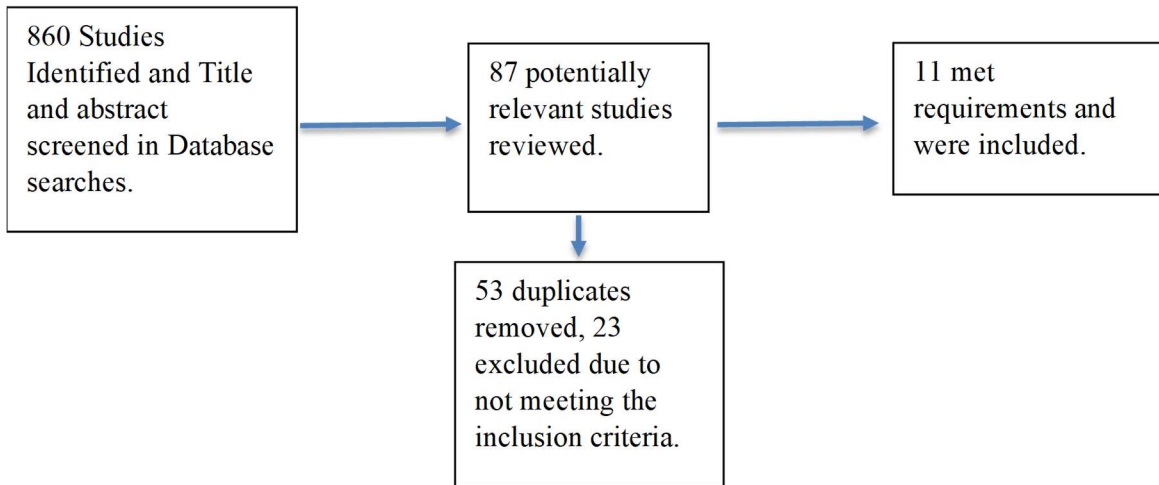 860 Studies
Identified and Title
and abstract
screened in Database
searches.
87 potentially
relevant studies
reviewed.
11 met
requirements and
were included.
53 duplicates
removed, 23
excluded due to
not meeting the
inclusion criteria.